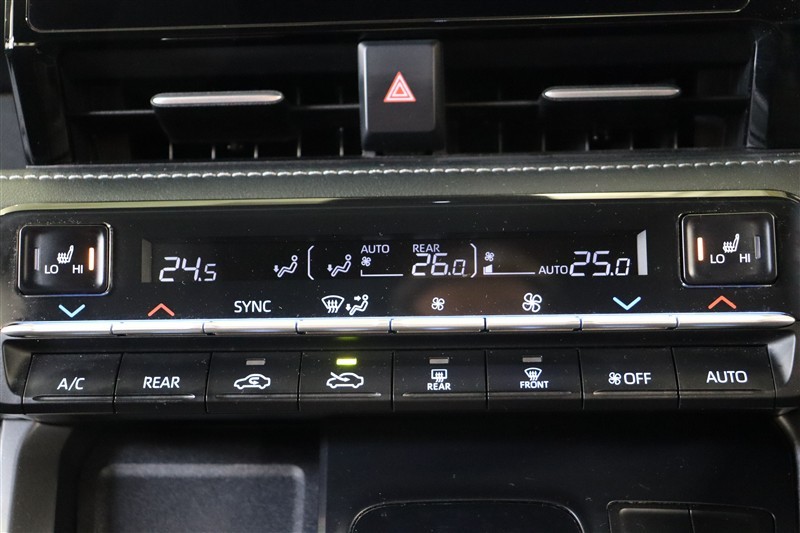 LO HI
24.5
AUTO
REAR
26.0
AUTO 25.0
LO HI
SYNC
A/C
REAR
REAR
FRONT
OFF
AUTO